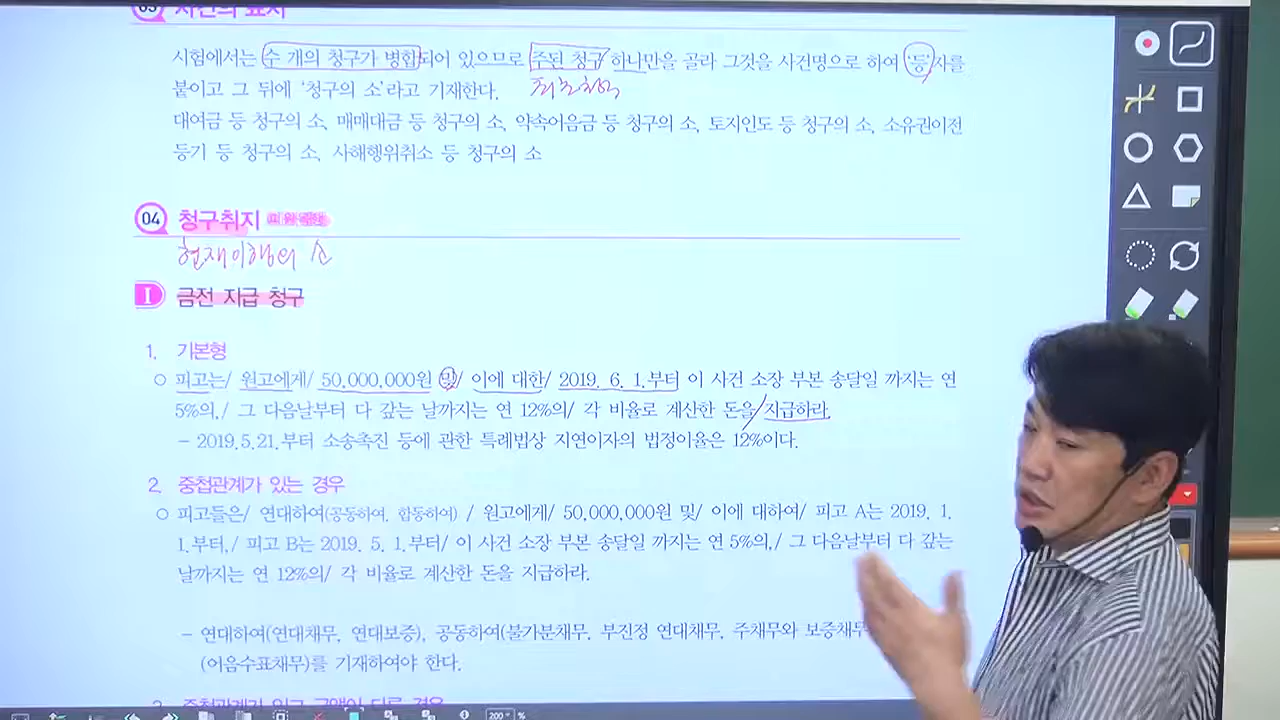 시험에서는 수 개의 청구가 병합되어 있으므로 주된 청구 하나만을 골라 그것을 사건명으로 하여 '등'자를
붙이고 그 뒤에 '청구의 소'라고 기재한다.
대여금 등 청구의 소, 매매대금 등 청구의 소, 약속어음금 등 청구의 소, 토지인도 등 청구의 소, 소유권이전
등기 등 청구의 소, 사해행위취소 등 청구의 소
04 청구취지
현재이행의 소
I 금전 지급 청구
1. 기본형
○ 피고는/ 원고에게/ 50,000,000원 및/ 이에 대한/ 2019. 6. 1.부터 이 사건 소장 부본 송달일 까지는 연
5%의,/ 그 다음날부터 다 갚는 날까지는 연 12%의/ 각 비율로 계산한 돈을/지급하라.
- 2019.5.21.부터 소송촉진 등에 관한 특례법상 지연이자의 법정이율은 12%이다.
2. 중첩관계가 있는 경우
○ 피고들은/ 연대하여(공동하여, 합동하여) / 원고에게/ 50,000,000원 및/ 이에 대하여/ 피고 A는 2019. 1.
1.부터,/ 피고 B는 2019. 5. 1.부터/ 이 사건 소장 부본 송달일 까지는 연 5%의,/ 그 다음날부터 다 갚는
날까지는 연 12%의/ 각 비율로 계산한 돈을 지급하라.
- 연대하여(연대채무, 연대보증), 공동하여(불가분채무, 부진정 연대채무, 주채무와 보증채무
(어음수표채무)를 기재하여야 한다.
200 %